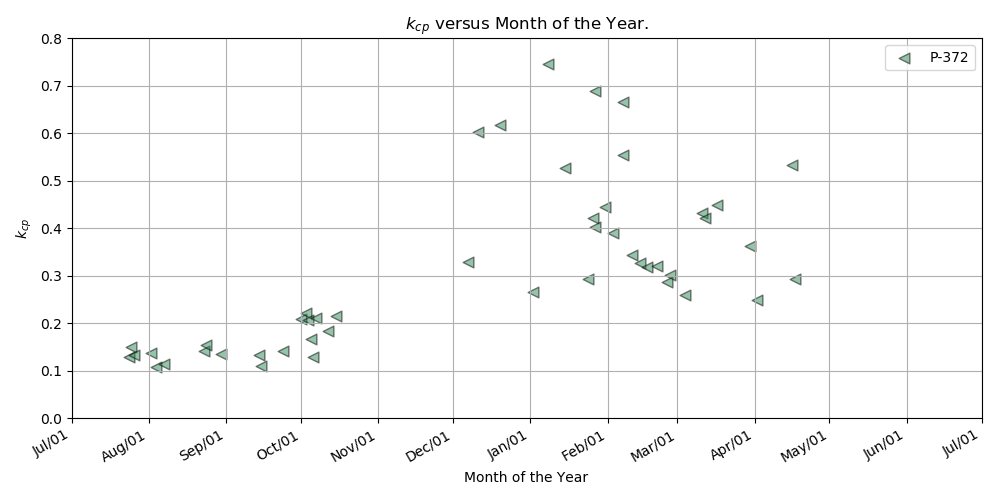 k_cp versus Month of the Year.
0.8
0.7
0.6
0.5
0.4
0.3
0.2
0.1
0.0
k_cp
P-372
Jul/01 Aug/01 Sep/01 Oct/01 Nov/01 Dec/01 Jan/01 Feb/01 Mar/01 Apr/01 May/01 Jun/01 Jul/01
Month of the Year